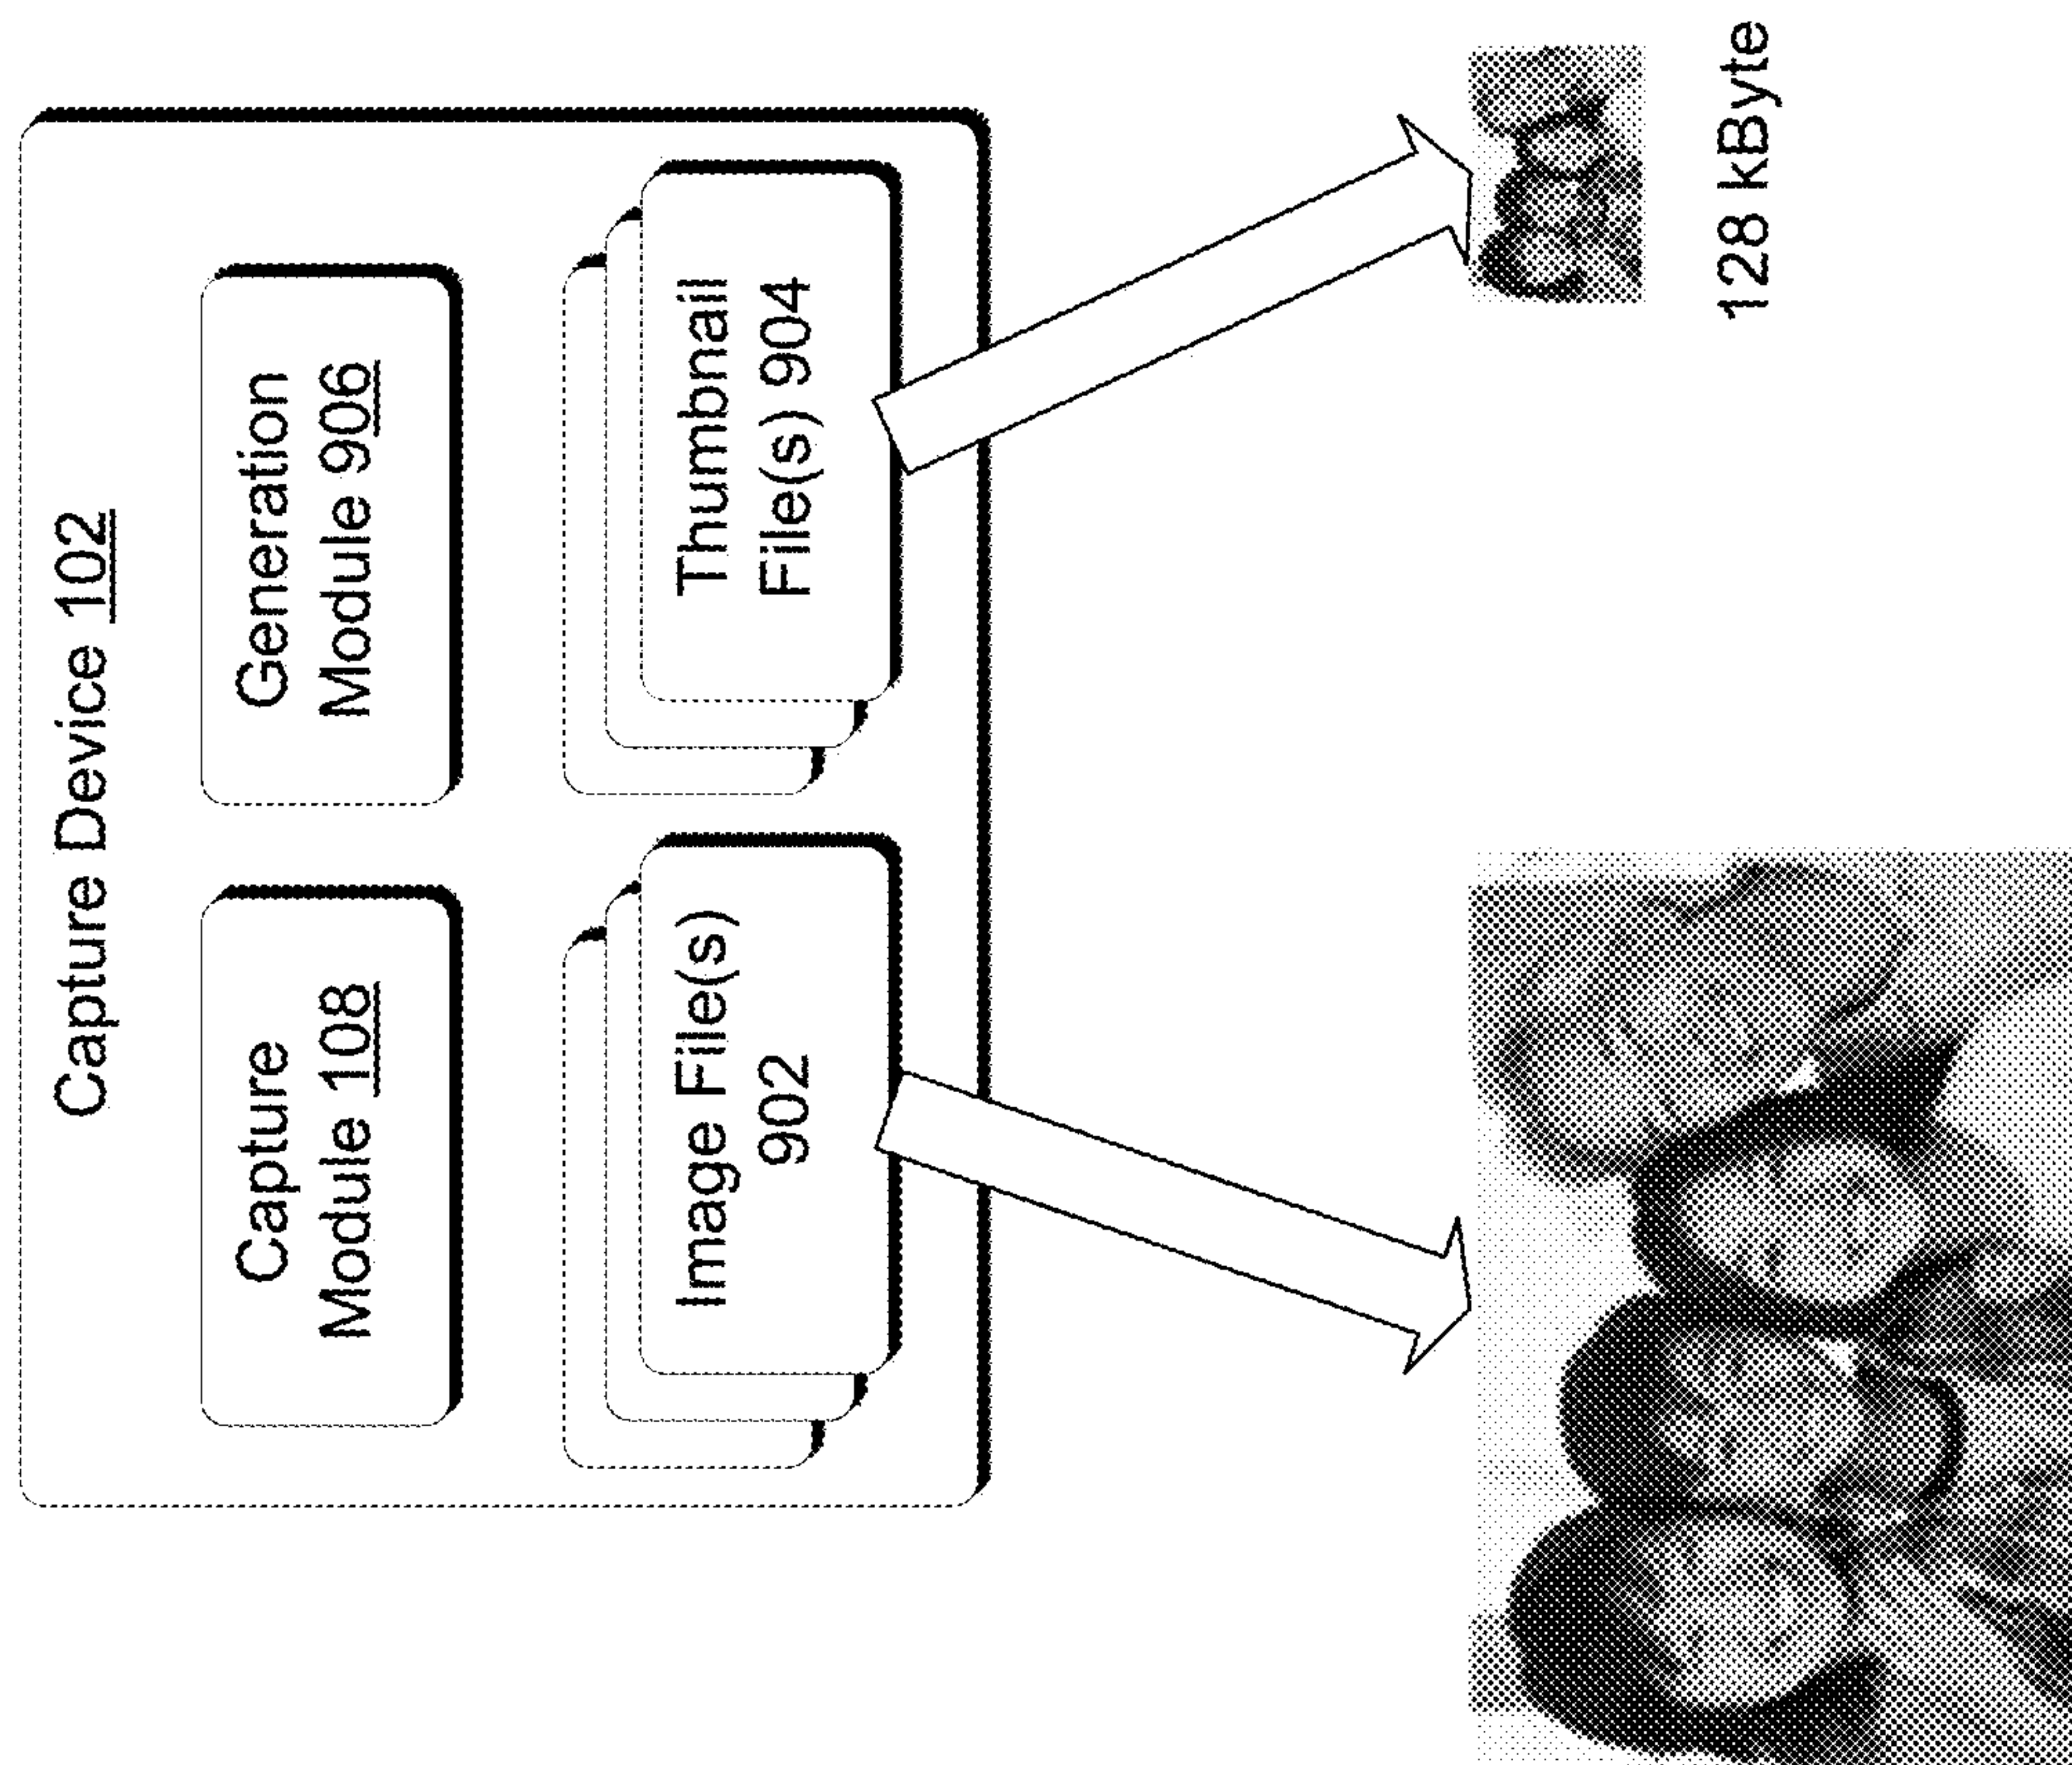 Capture Device 102
Capture
Module 108
Generation
Module 906
Image File(s)
902
Thumbnail
File(s) 904
128 kByte